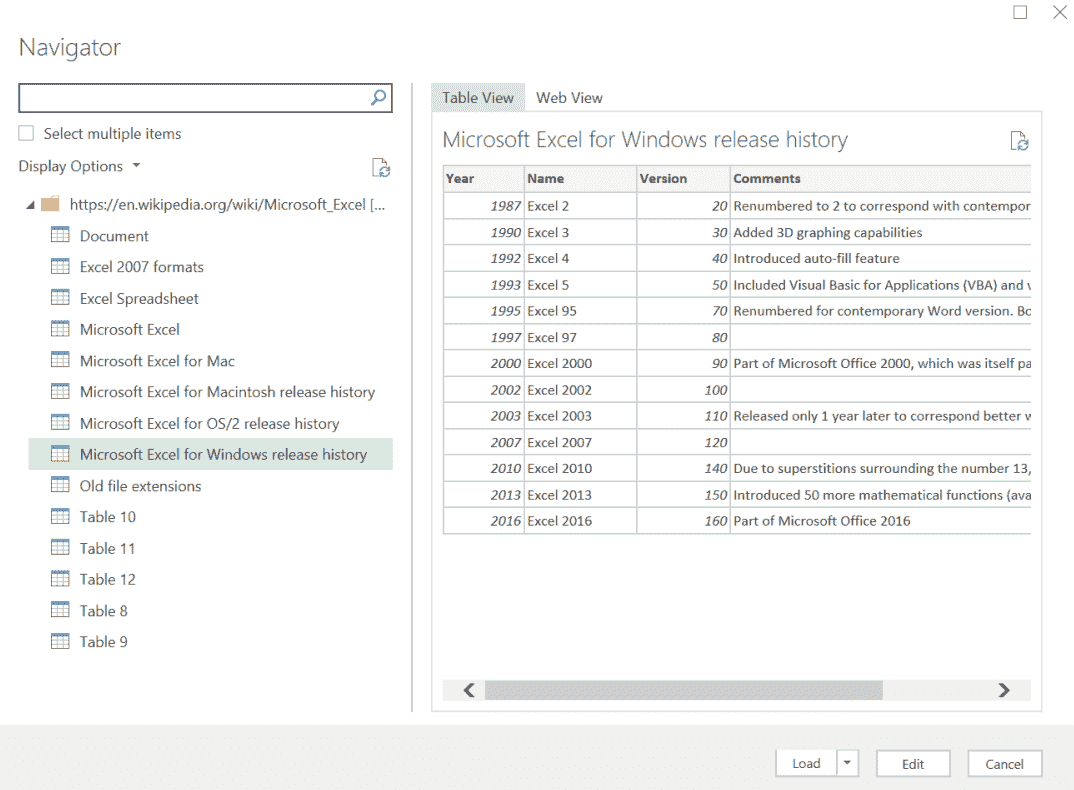 Navigator
Select multiple items
Display Options
https://en.wikipedia.org/wiki/Microsoft_Excel [...
Document
Excel 2007 formats
Excel Spreadsheet
Microsoft Excel
Microsoft Excel for Mac
Microsoft Excel for Macintosh release history
Microsoft Excel for OS/2 release history
Microsoft Excel for Windows release history
Old file extensions
Table 10
Table 11
Table 12
Table 8
Table 9
Table View Web View
Microsoft Excel for Windows release history
Year Name Version Comments
1987 Excel 2 20 Renumbered to 2 to correspond with contempor
1990 Excel 3 30 Added 3D graphing capabilities
1992 Excel 4 40 Introduced auto-fill feature
1993 Excel 5 50 Included Visual Basic for Applications (VBA) and v
1995 Excel 95 70 Renumbered for contemporary Word version. Bo
1997 Excel 97 80
2000 Excel 2000 90 Part of Microsoft Office 2000, which was itself pa
2002 Excel 2002 100
2003 Excel 2003 110 Released only 1 year later to correspond better w
2007 Excel 2007 120
2010 Excel 2010 140 Due to superstitions surrounding the number 13,
2013 Excel 2013 150 Introduced 50 more mathematical functions (ava
2016 Excel 2016 160 Part of Microsoft Office 2016
Load Edit Cancel